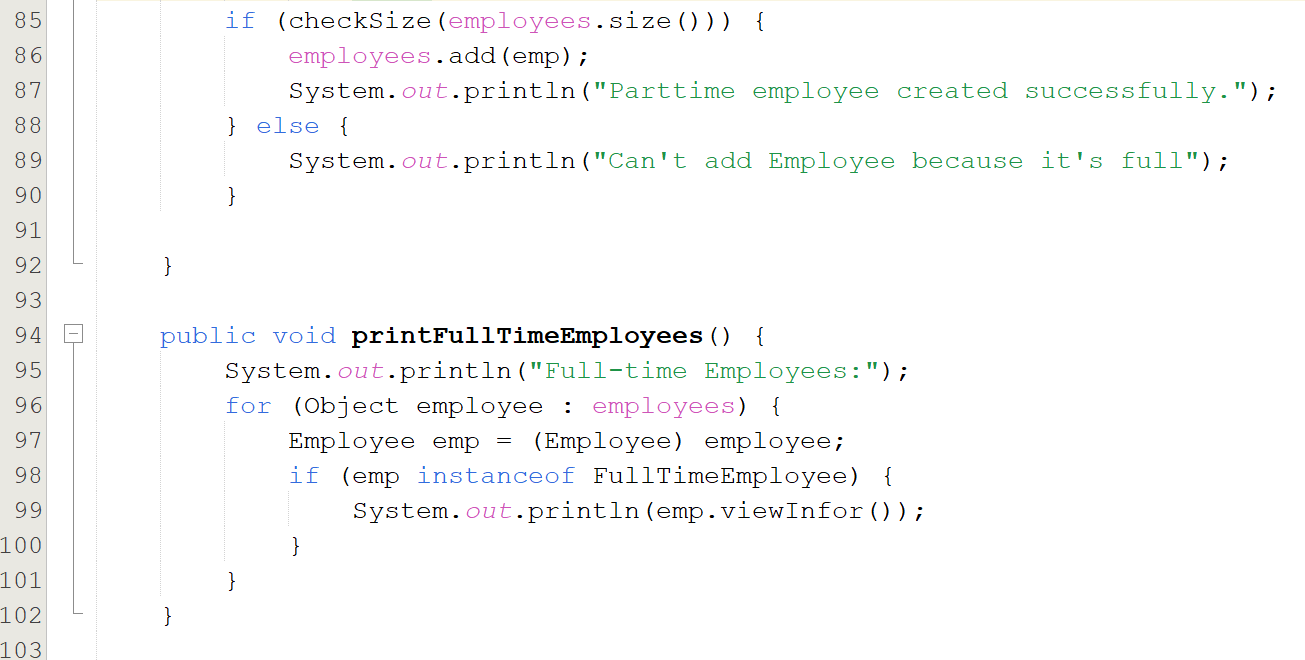 85 if (checkSize(employees.size())) {
86 employees.add(emp);
87 System.out.println("Parttime employee created successfully.");
88 } else {
89 System.out.println("Can't add Employee because it's full");
90 }
91
92 }
93
94 public void printFullTimeEmployees() {
95 System.out.println("Full-time Employees:");
96 for (Object employee : employees) {
97 Employee emp = (Employee) employee;
98 if (emp instanceof FullTimeEmployee) {
99 System.out.println(emp.viewInfor());
100 }
101 }
102 }
103